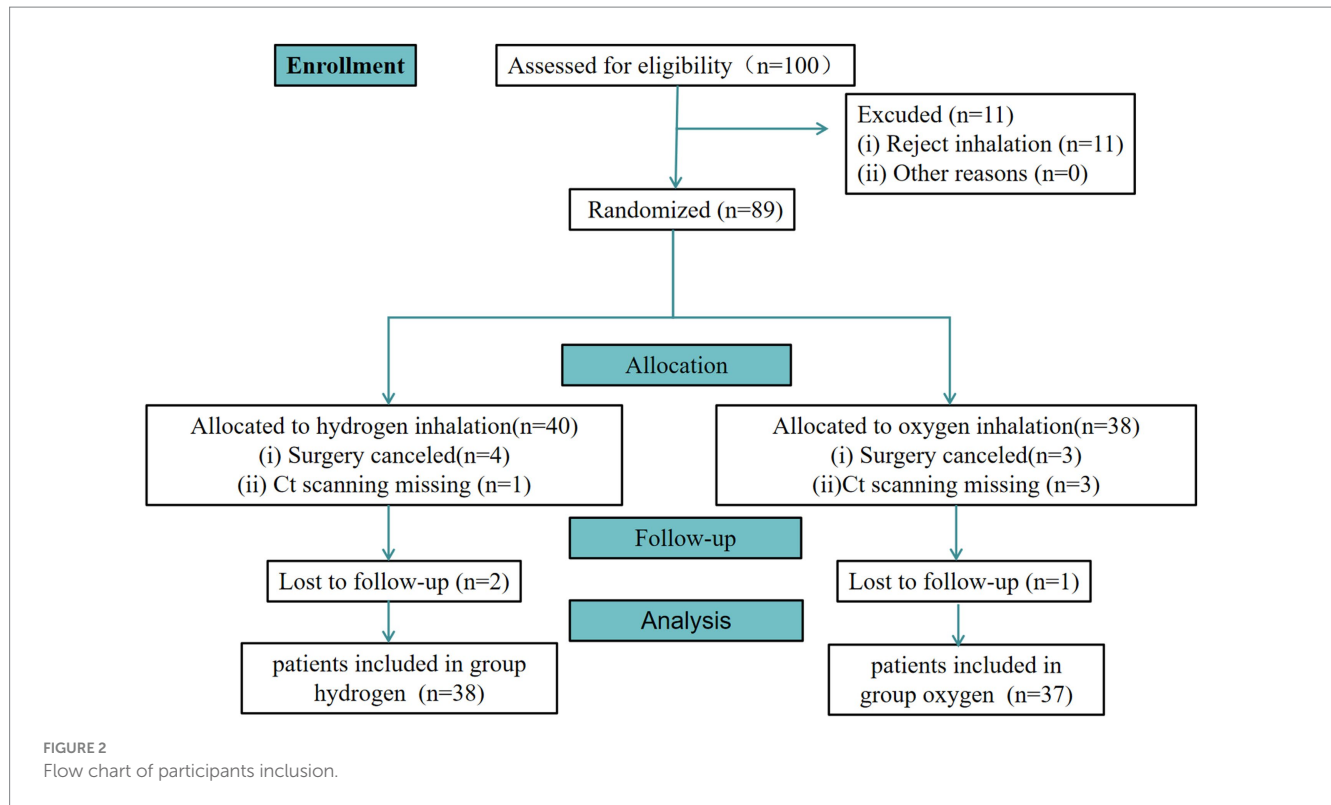 Enrollment
Assessed for eligibility（n=100）
Excuded (n=11)
(i) Reject inhalation (n=11)
(ii) Other reasons (n=0)
Randomized (n=89)
Allocation
Allocated to hydrogen inhalation(n=40)
(i) Surgery canceled(n=4)
(ii) Ct scanning missing (n=1)
Allocated to oxygen inhalation(n=38)
(i) Surgery canceled(n=3)
(ii)Ct scanning missing (n=3)
Follow-up
Lost to follow-up (n=2)
Lost to follow-up (n=1)
Analysis
patients included in group
hydrogen (n=38)
patients included in
group oxygen (n=37)
FIGURE 2
Flow chart of participants inclusion.